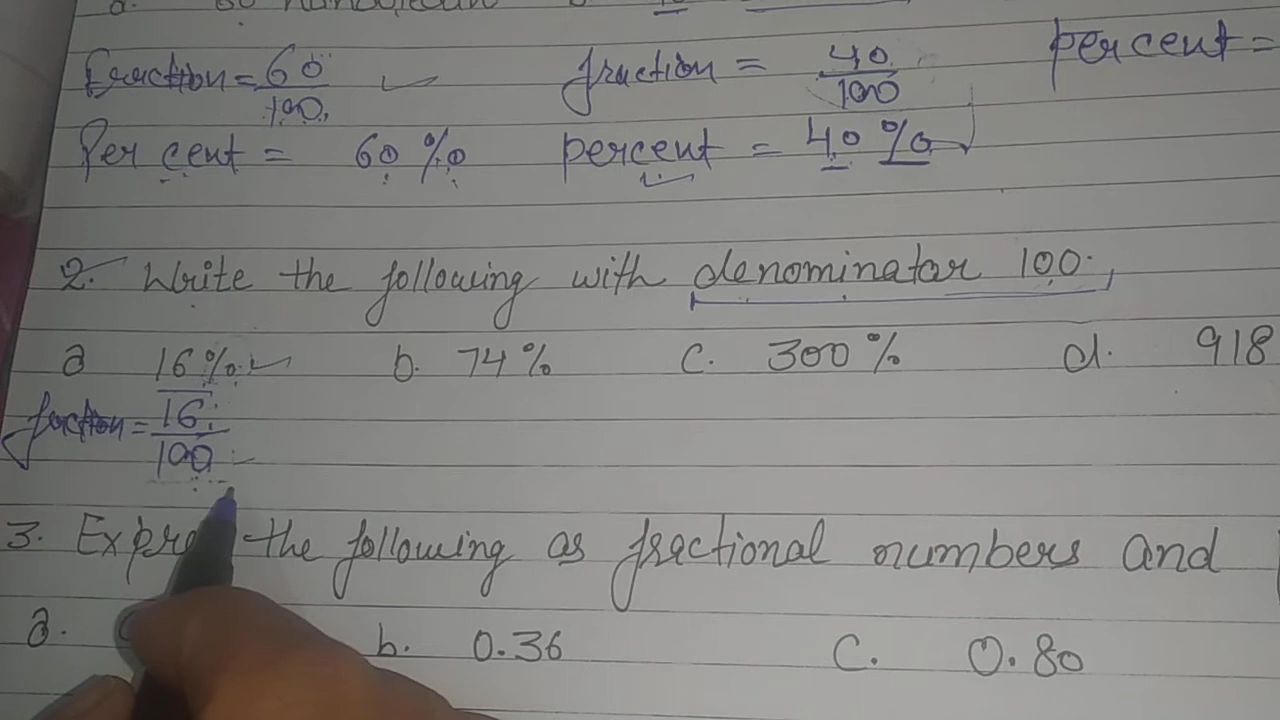 a. 60 hundredth
fraction = 60/100 fraction = 40/100 percent =
Per cent = 60% percent = 40%
2. Write the following with denominator 100.
a 16% b. 74% c. 300% d. 918
fraction = 16/100
3. Express the following as fractional numbers and
a. b. 0.36 c. 0.80